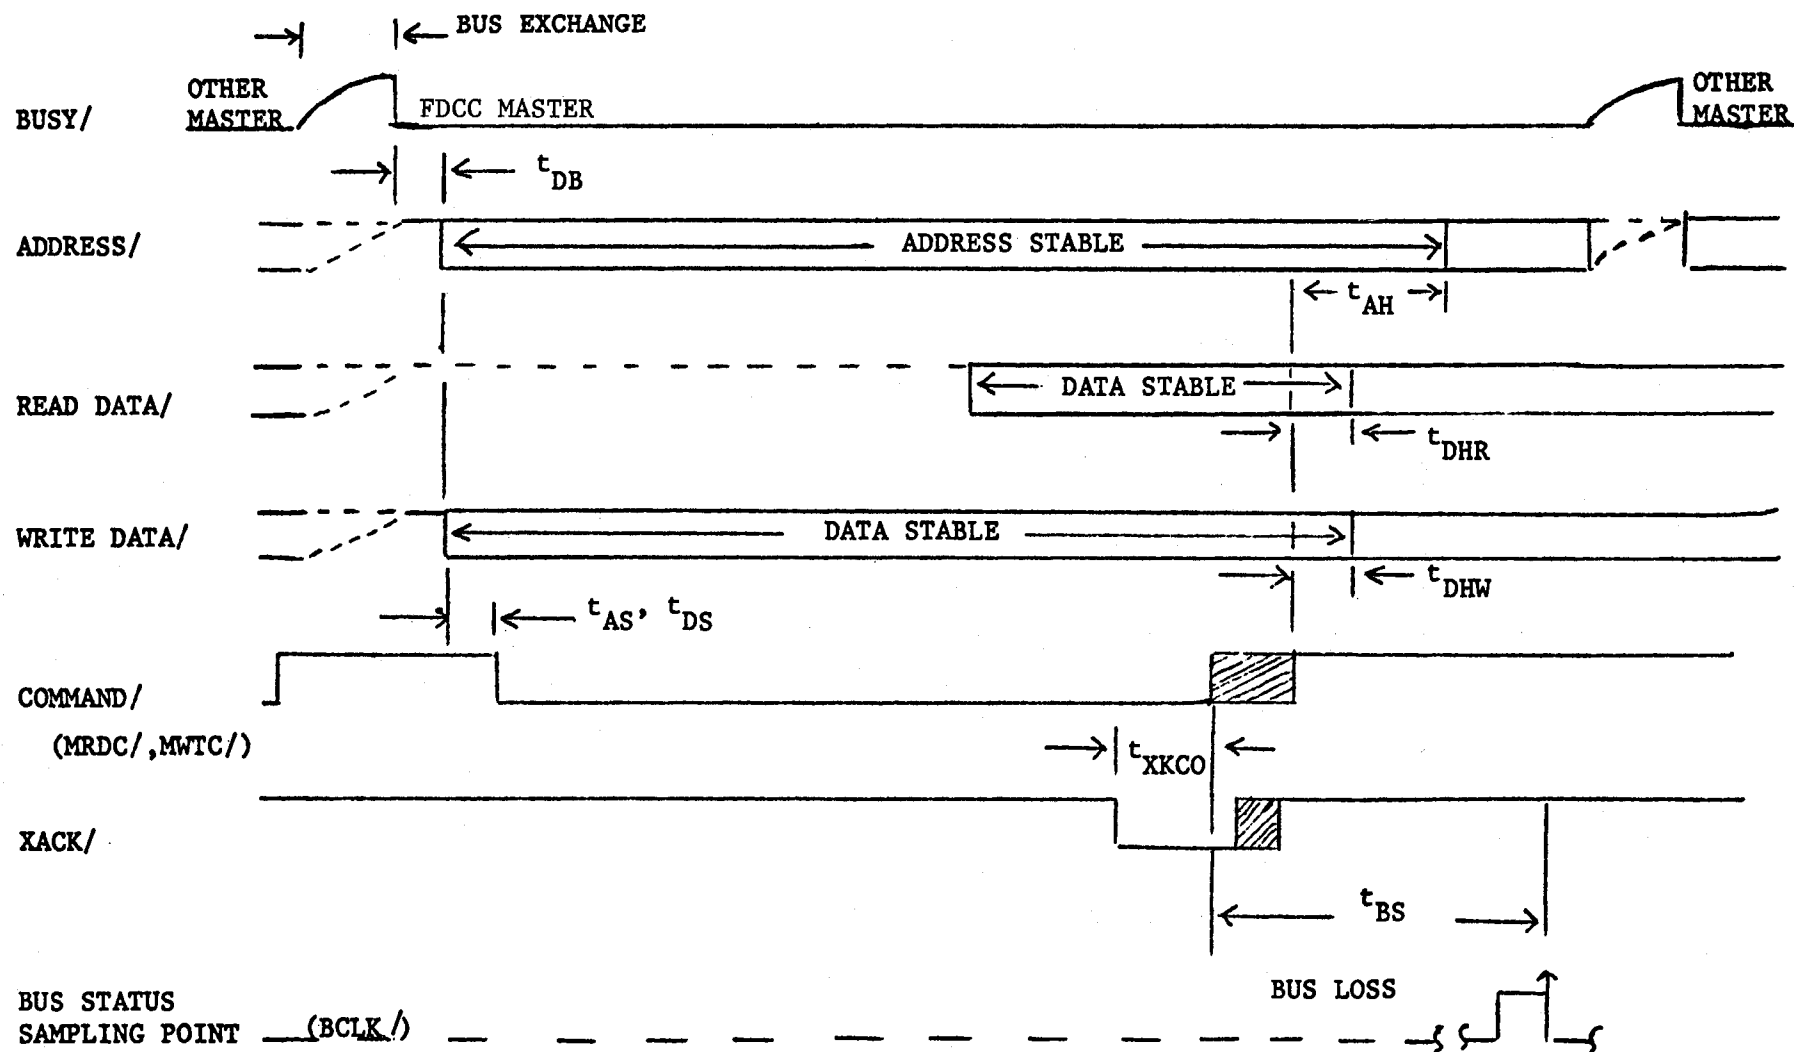 BUS EXCHANGE
OTHER
MASTER
OTHER
MASTER
BUSY/
FDCC MASTER
tDB
ADDRESS/
ADDRESS STABLE
tAH
READ DATA/
DATA STABLE
tDHR
WRITE DATA/
DATA STABLE
tDHW
tAS, tDS
COMMAND/
(MRDC/,MWTC/)
tXKCO
XACK/
tBS
BUS LOSS
BUS STATUS
SAMPLING POINT (BCLK/)